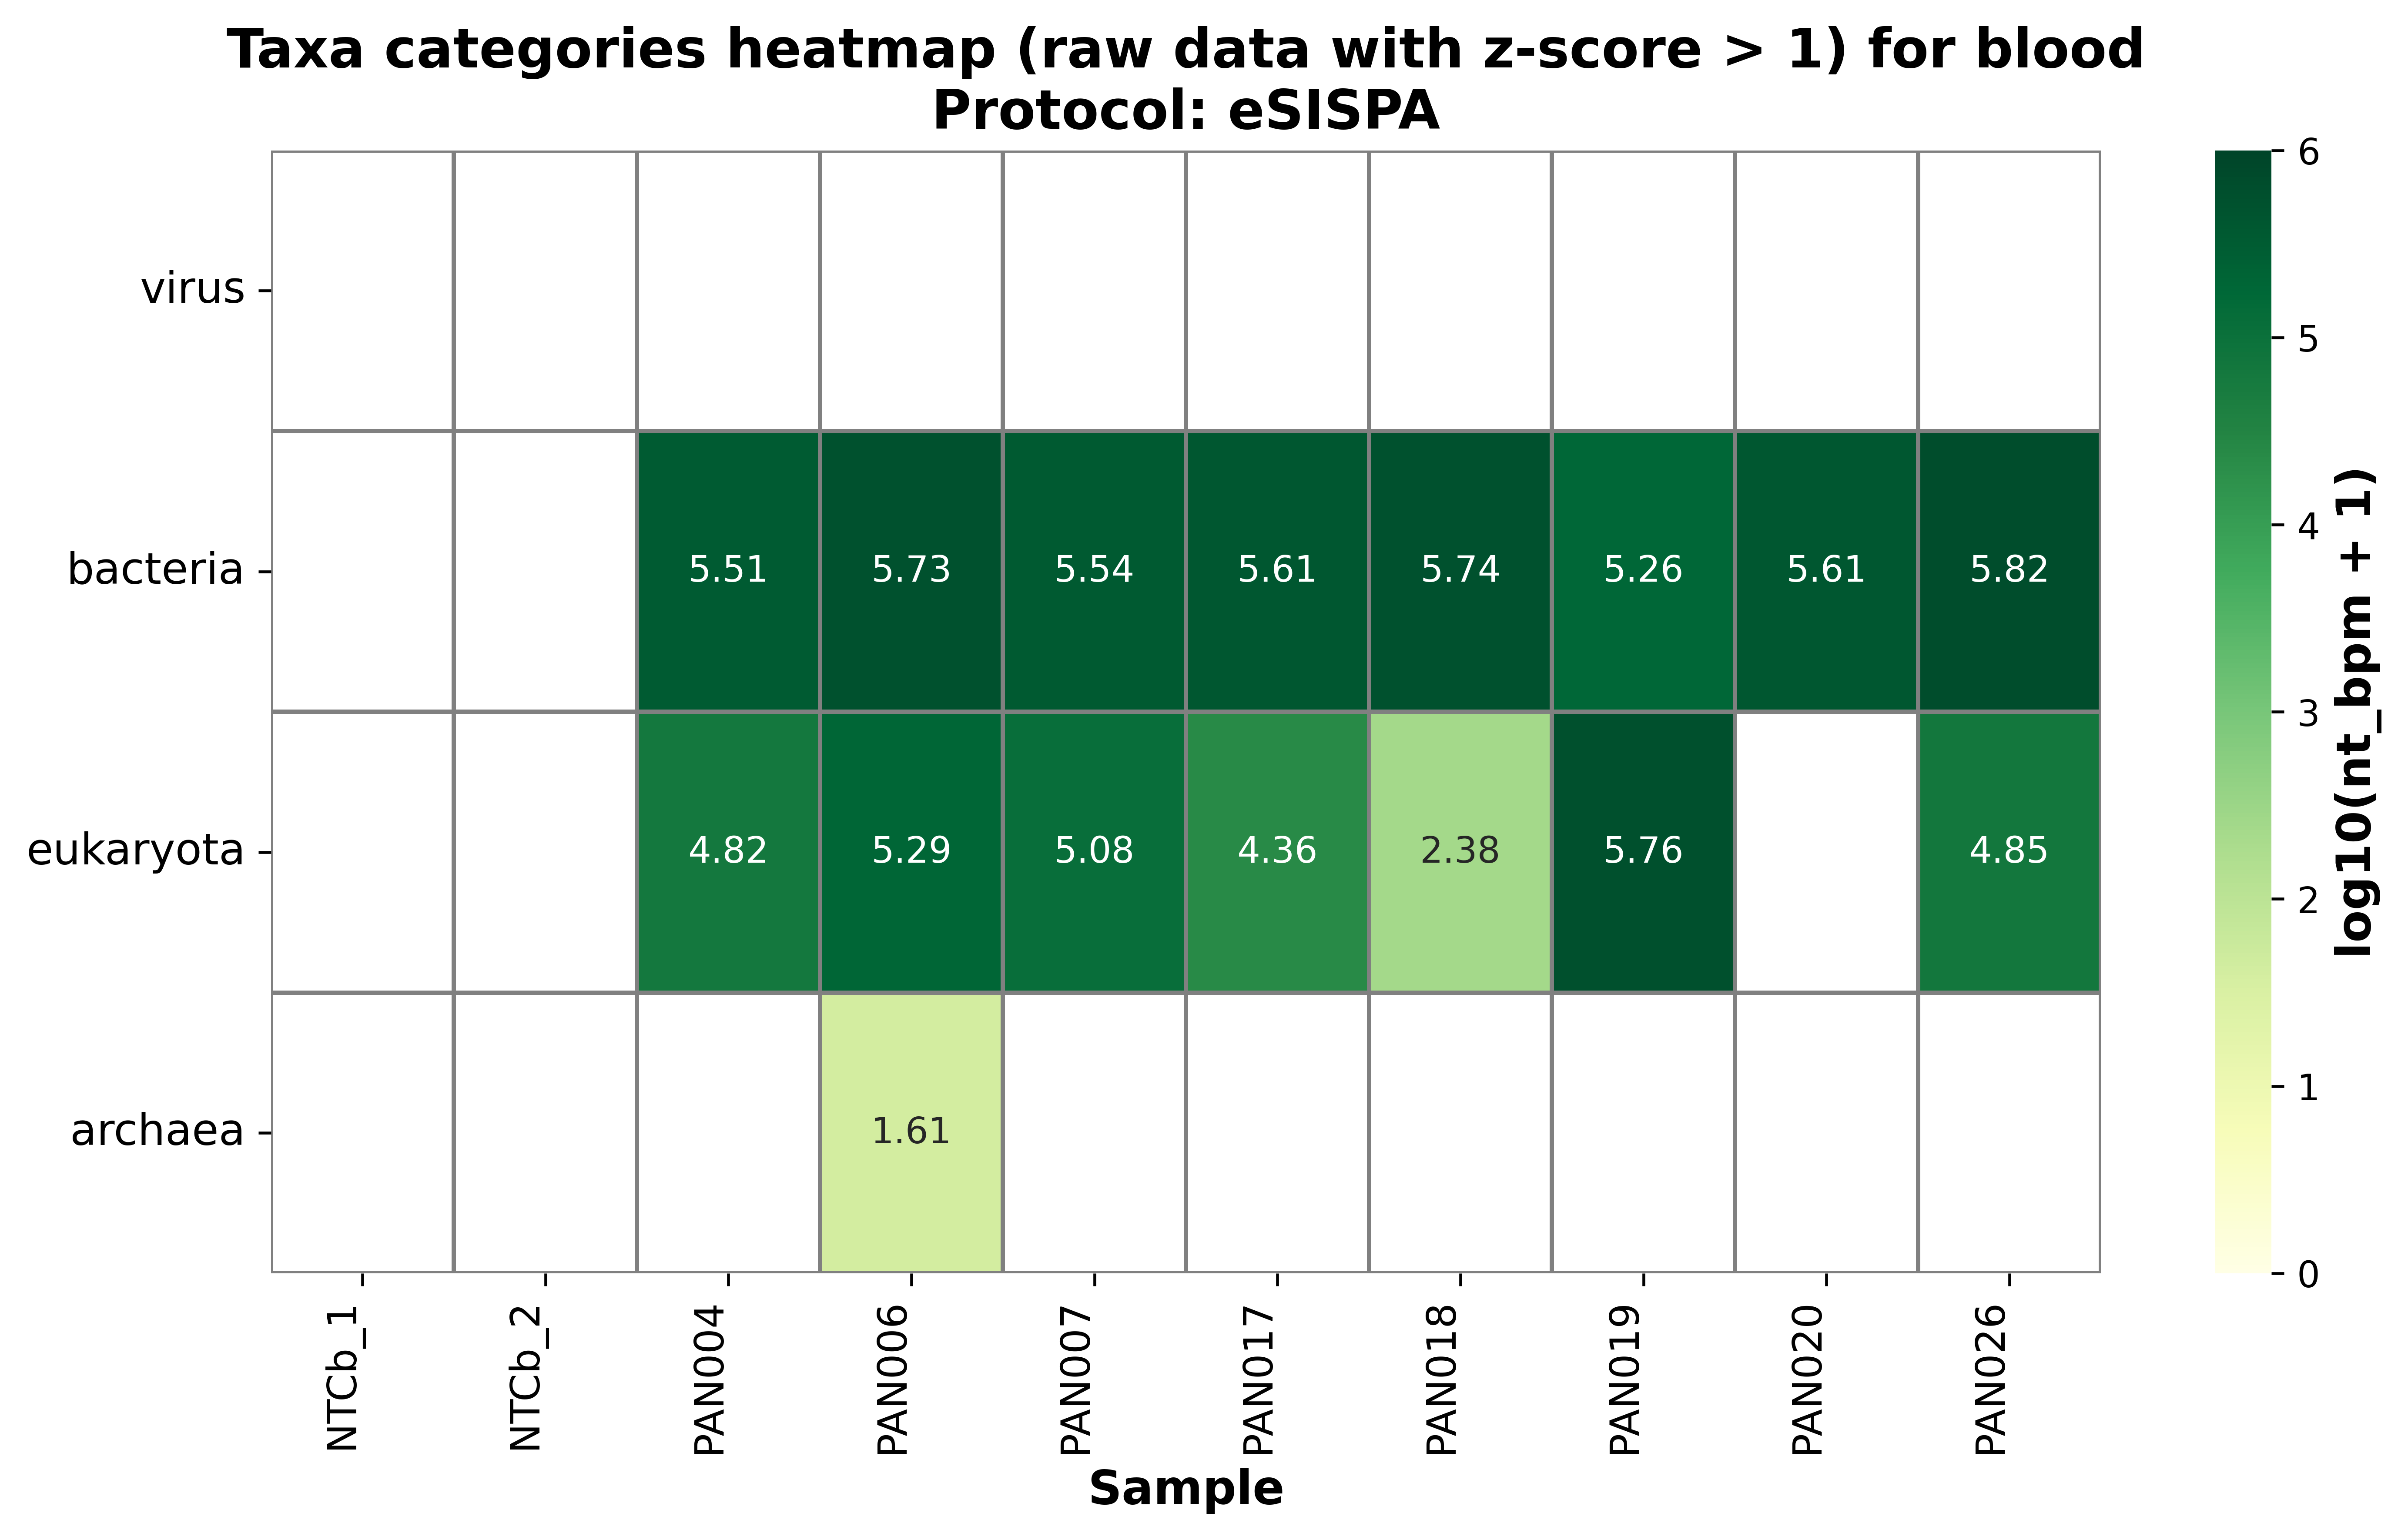 Taxa categories heatmap (raw data with z-score > 1) for blood
Protocol: eSISPA
virus
bacteria
5.51 5.73 5.54 5.61 5.74 5.26 5.61 5.82
eukaryota
4.82 5.29 5.08 4.36 2.38 5.76 4.85
archaea
1.61
NTCb_1
NTCb_2
PAN004
PAN006
PAN007
PAN017
PAN018
PAN019
PAN020
PAN026
Sample
6
5
4
3
2
1
0
log10(nt_bpm + 1)